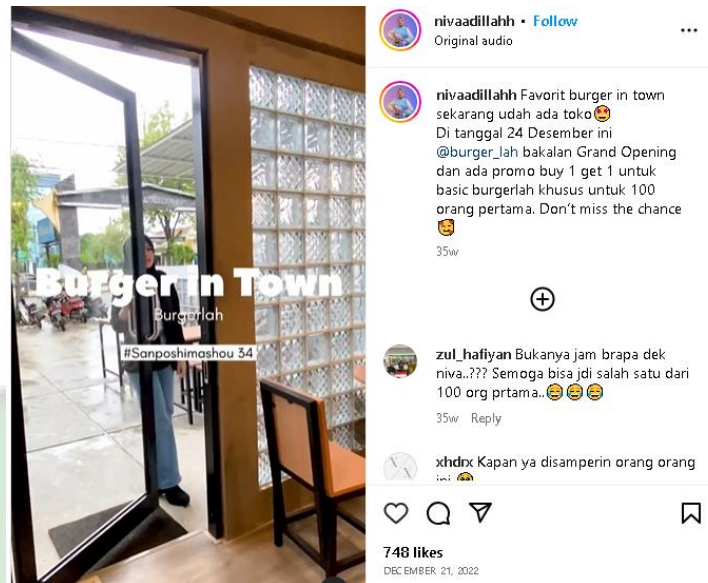 Burger in Town
Burgerlah
#Sanposhimashou 34
nivaadillahh • Follow
Original audio
nivaadillahh Favorit burger in town
sekarang udah ada toko😍
Di tanggal 24 Desember ini
@burger_lah bakalan Grand Opening
dan ada promo buy 1 get 1 untuk
basic burgerlah khusus untuk 100
orang pertama. Don't miss the chance
🥰
35w
zul_hafiyan Bukanya jam brapa dek
niva..??? Semoga bisa jdi salah satu dari
100 org prtama..😅😂😂
35w Reply
xhdrx Kapan ya disamperin orang orang
ini
748 likes
DECEMBER 21, 2022